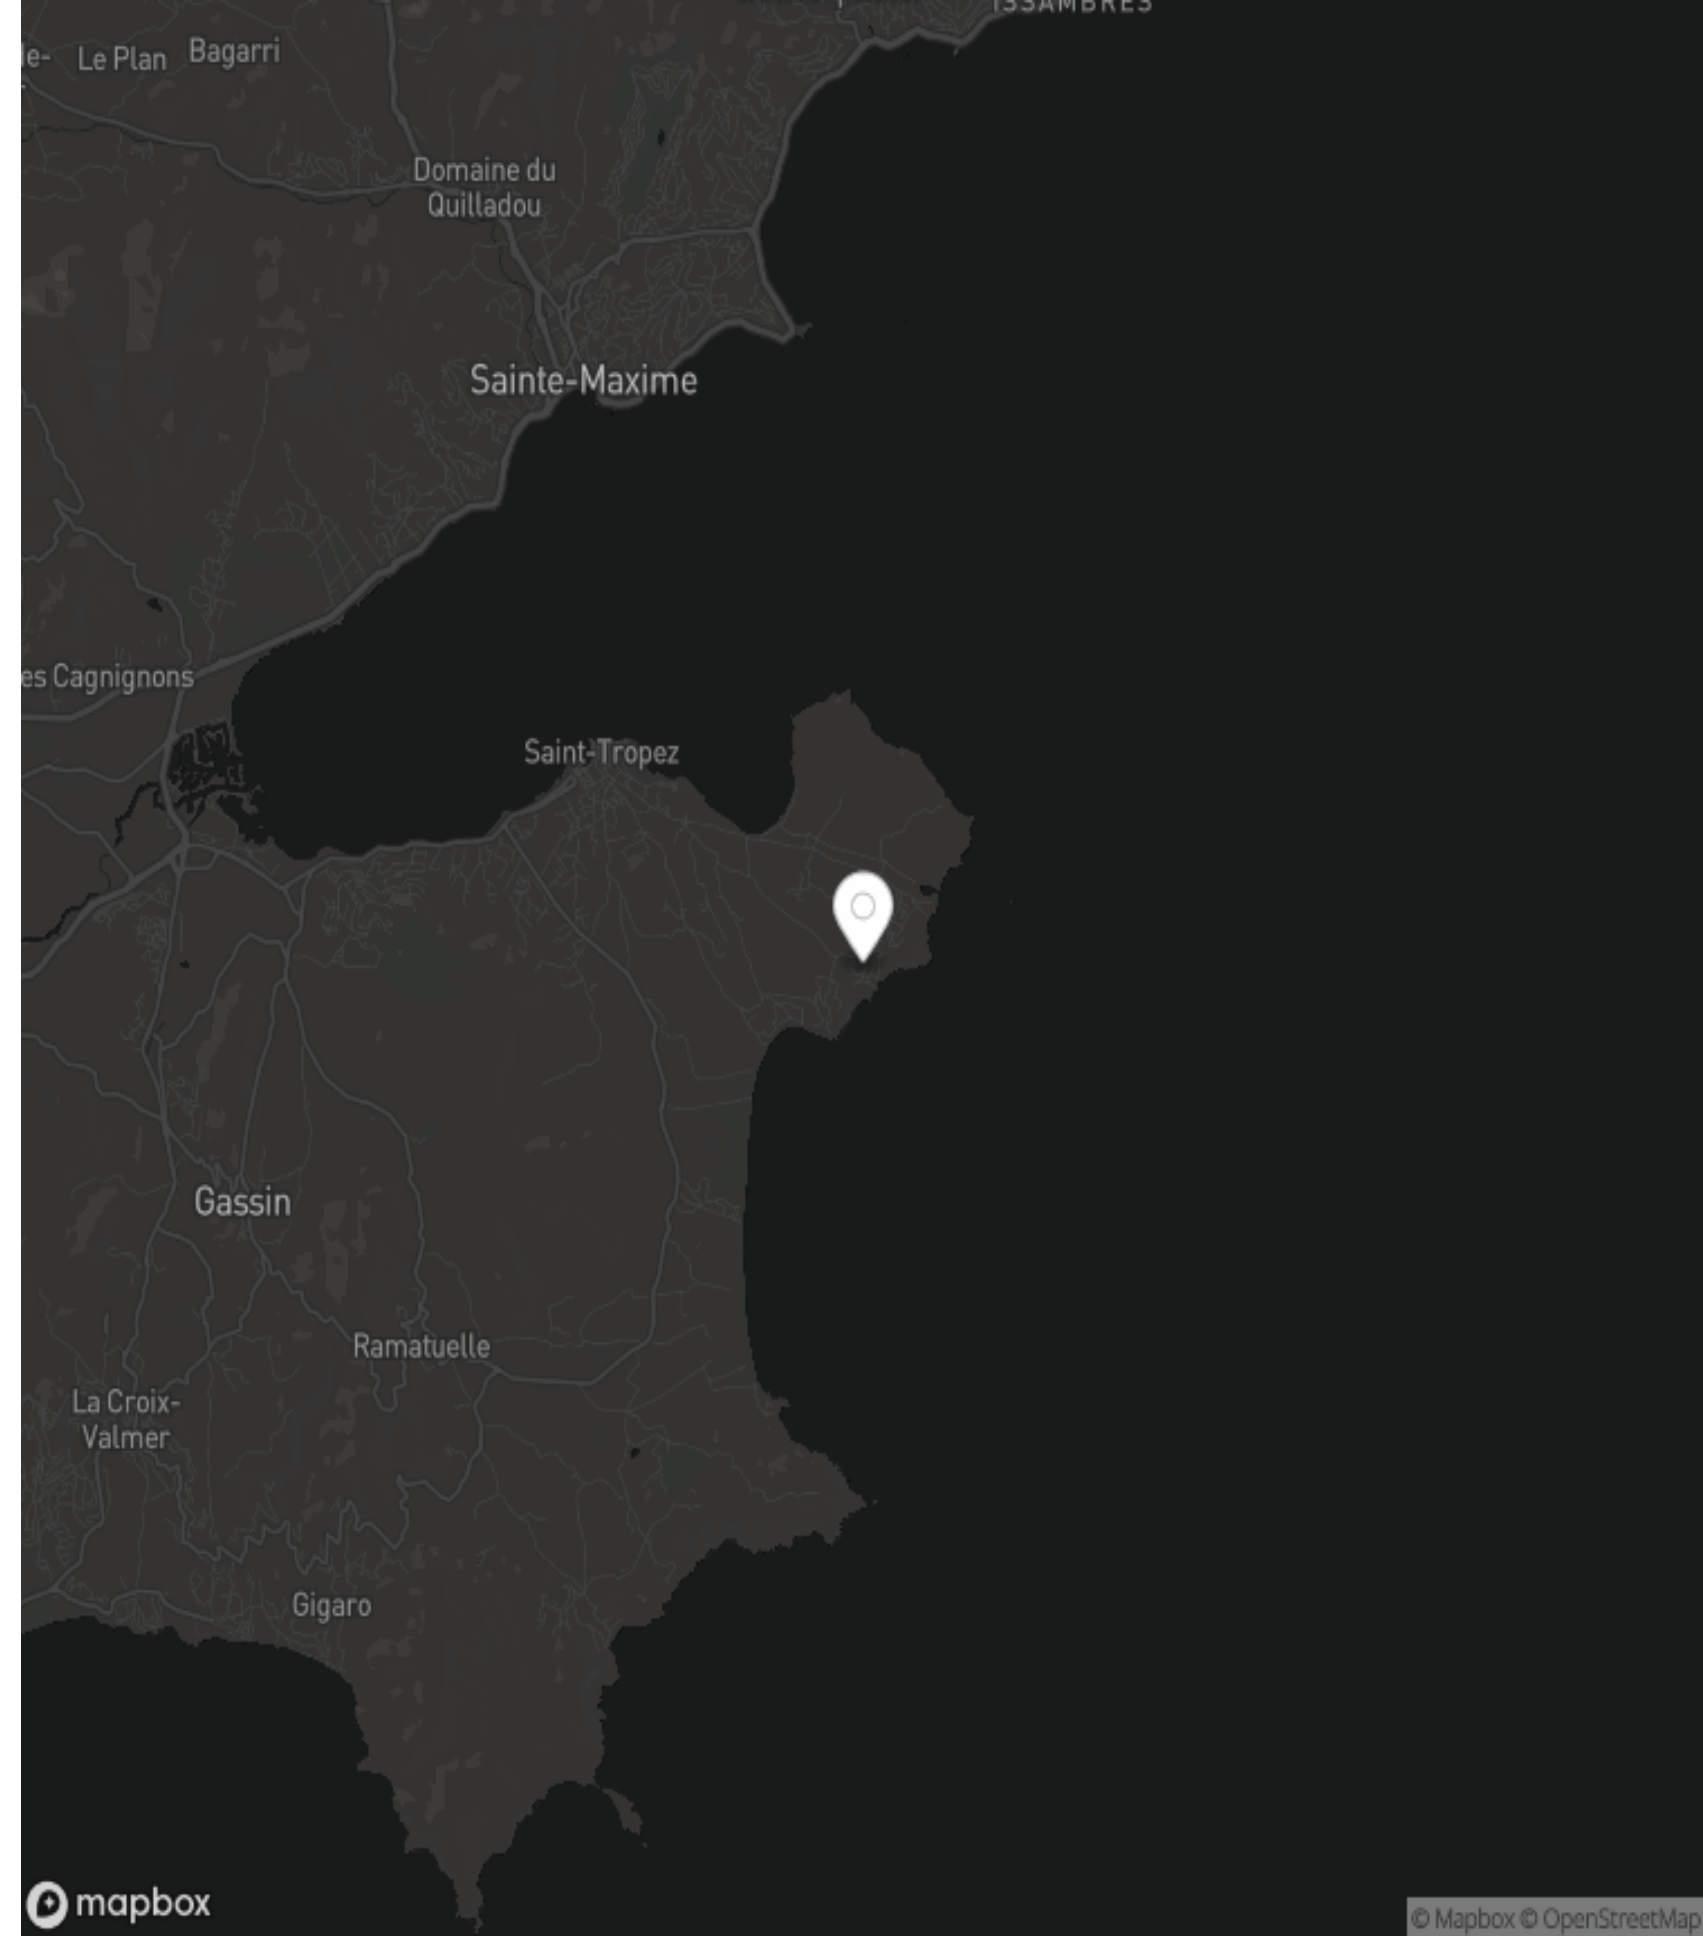 ISSAMBRES
le-
Le Plan
Bagarri
Domaine du
Quilladou
Sainte-Maxime
es Cagnignons
Saint-Tropez
Gassin
Ramatuelle
La Croix-
Valmer
Gigaro
mapbox
© Mapbox © OpenStreetMap